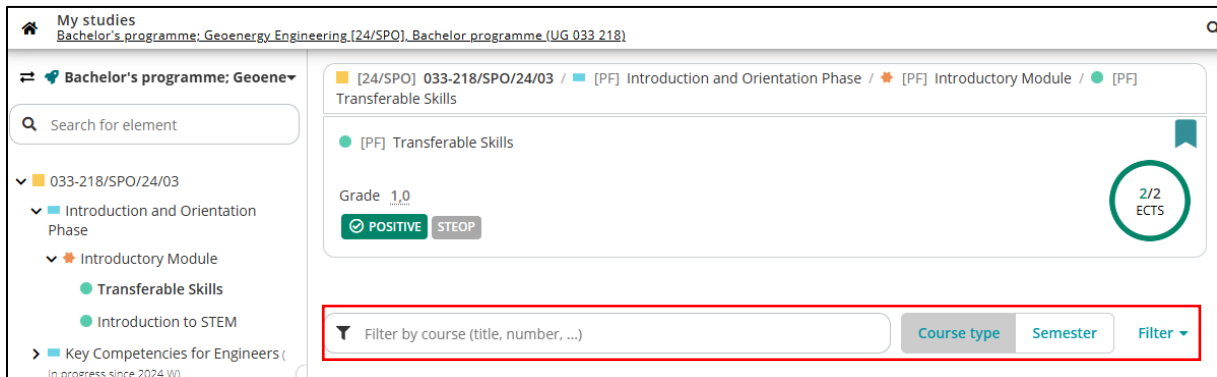 My studies
Bachelor's programme; Geoenergy Engineering [24/SPO], Bachelor programme (UG 033 218)
Bachelor's programme; Geoene
Search for element
033-218/SPO/24/03
Introduction and Orientation
Phase
Introductory Module
Transferable Skills
Introduction to STEM
Key Competencies for Engineers (
In progress since 2024 W)
[24/SPO] 033-218/SPO/24/03 / [PF] Introduction and Orientation Phase / [PF] Introductory Module / [PF]
Transferable Skills
[PF] Transferable Skills
Grade 1,0
POSITIVE STEOP
2/2
ECTS
Filter by course (title, number, ...)
Course type Semester Filter